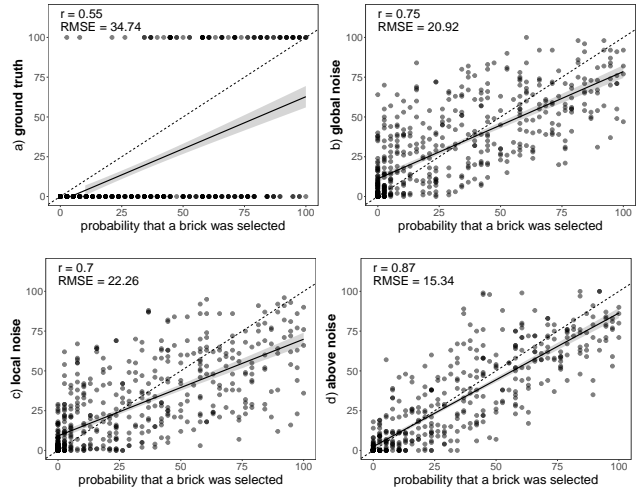 r = 0.55
RMSE = 34.74
a) ground truth
100
75
50
25
0
0 25 50 75 100
probability that a brick was selected
r = 0.75
RMSE = 20.92
b) global noise
100
75
50
25
0
0 25 50 75 100
probability that a brick was selected
r = 0.7
RMSE = 22.26
c) local noise
100
75
50
25
0
0 25 50 75 100
probability that a brick was selected
r = 0.87
RMSE = 15.34
d) above noise
100
75
50
25
0
0 25 50 75 100
probability that a brick was selected